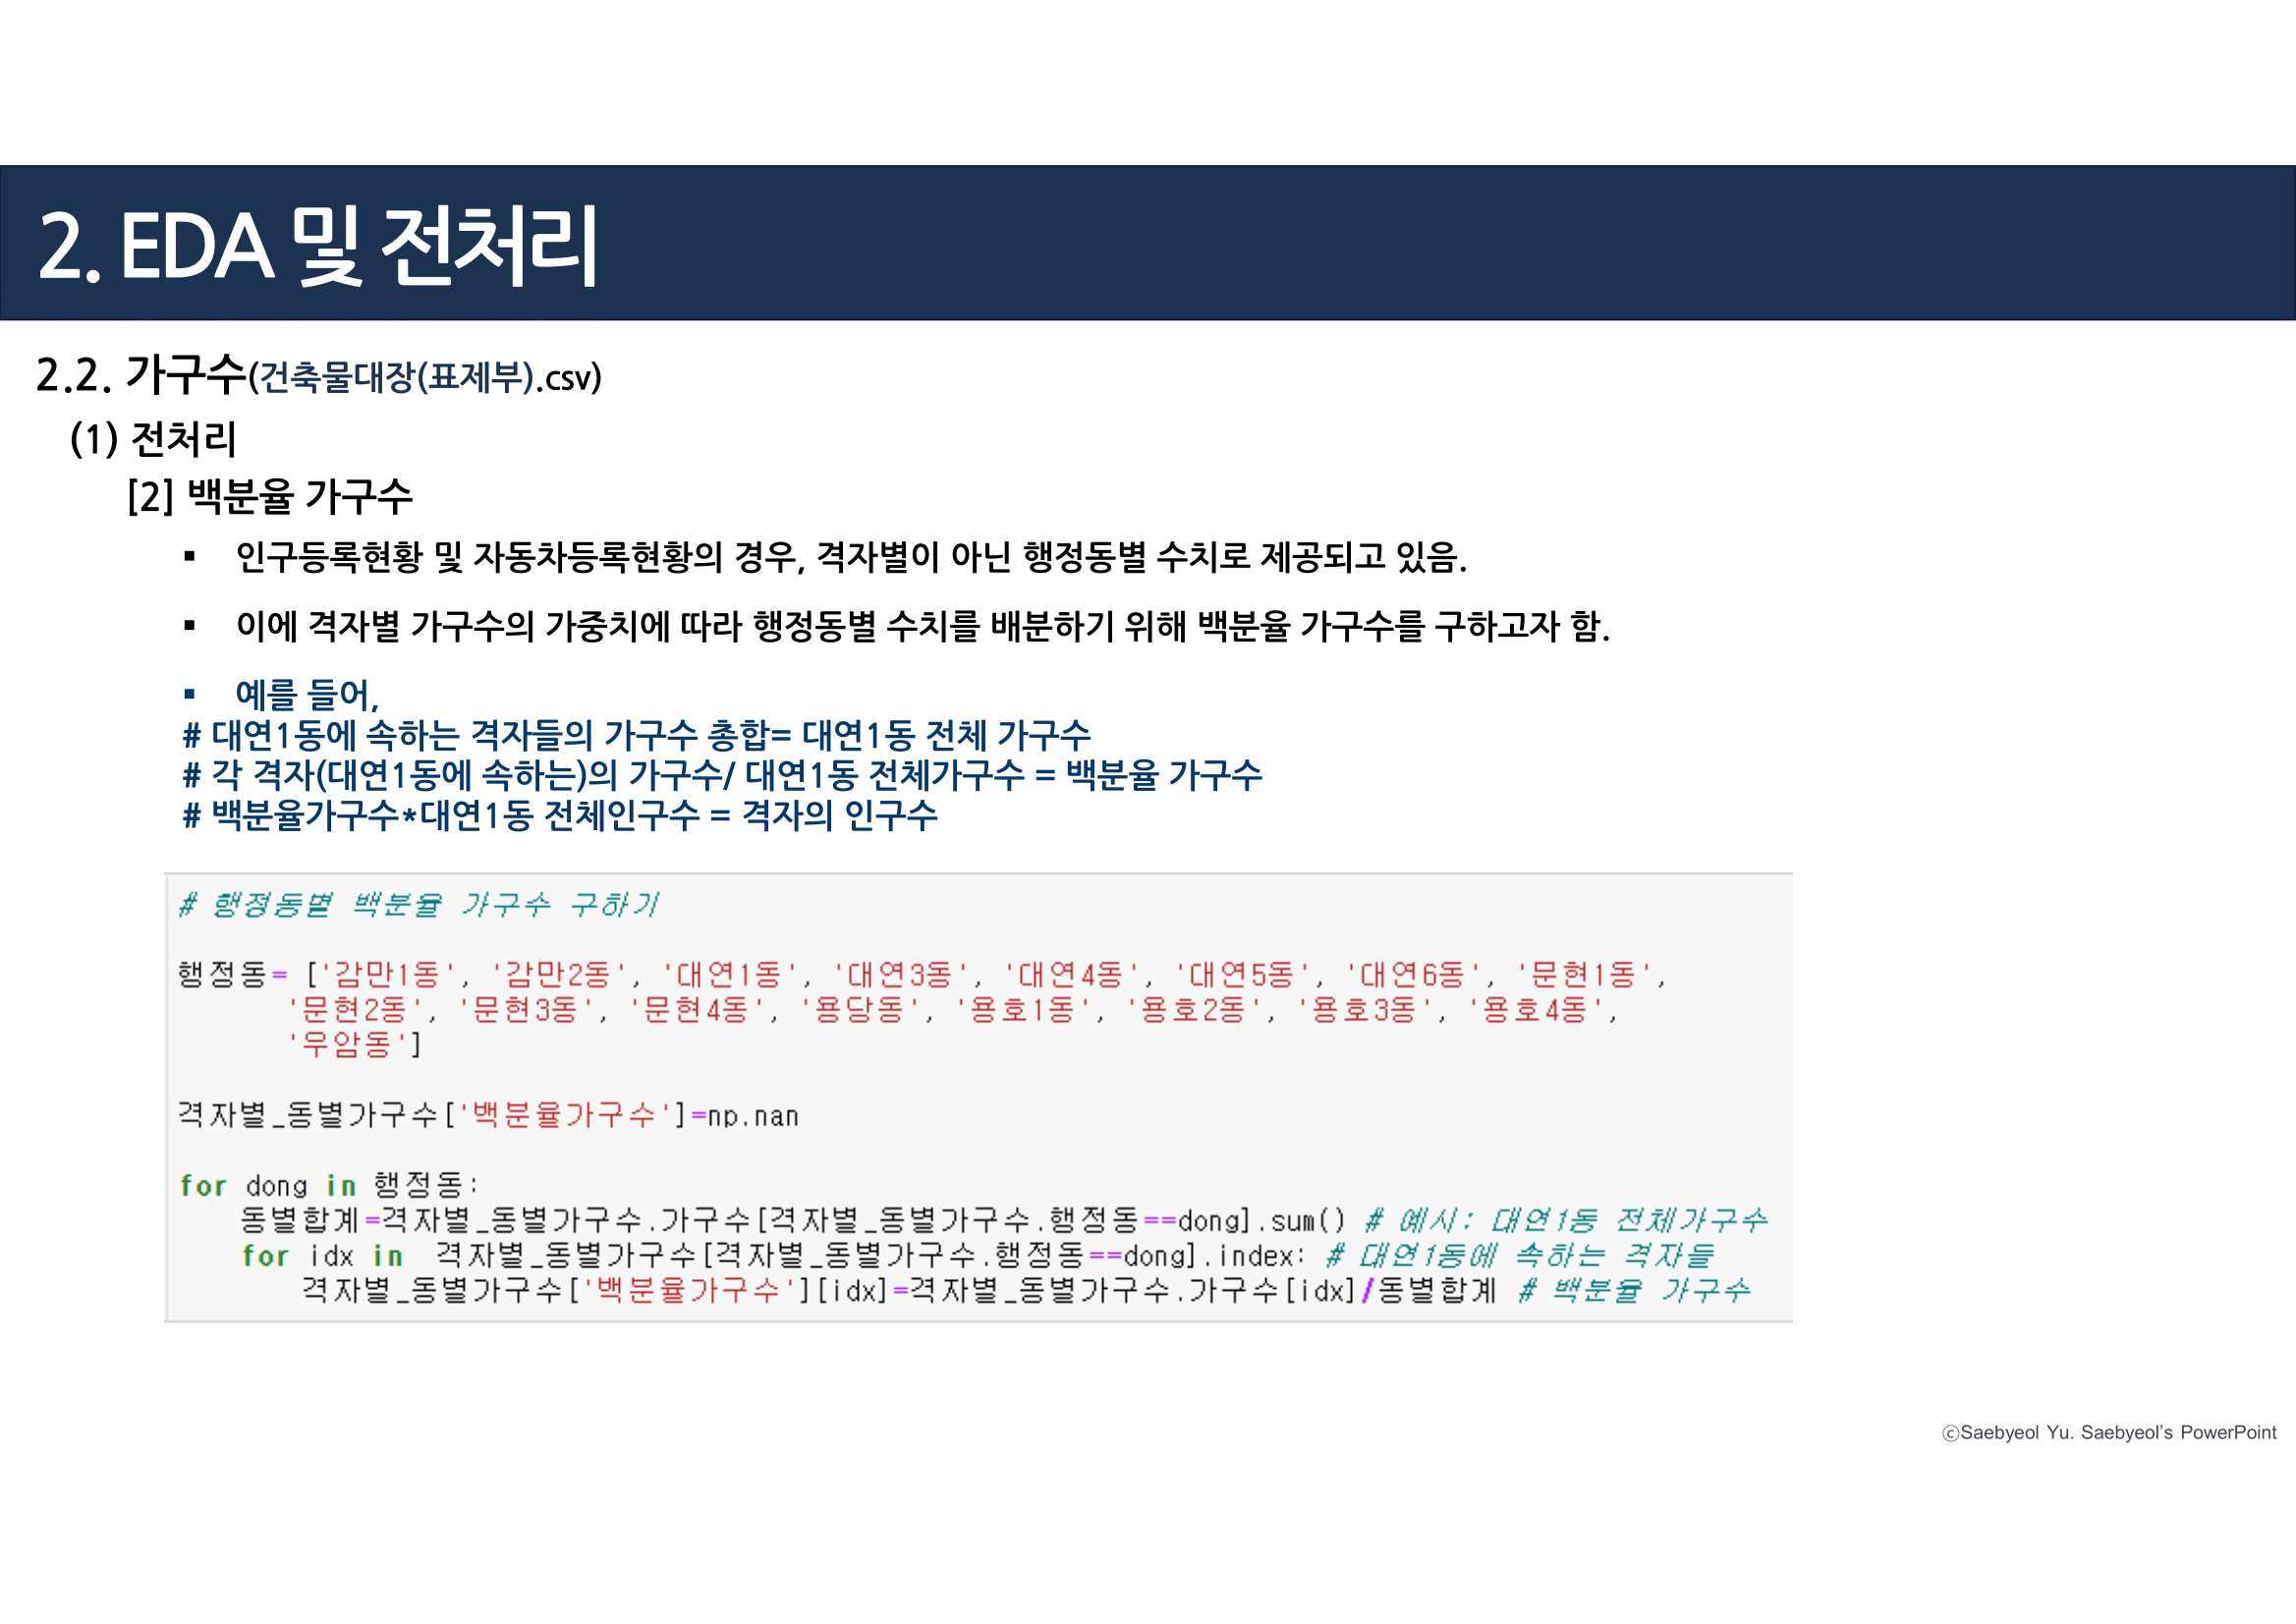 2. EDA 및 전처리
2.2. 가구수(건축물대장(표제부).csv)
(1) 전처리
[2] 백분율 가구수
▪ 인구등록현황 및 자동차등록현황의 경우, 격자별이 아닌 행정동별 수치로 제공되고 있음.
▪ 이에 격자별 가구수의 가중치에 따라 행정동별 수치를 배분하기 위해 백분율 가구수를 구하고자 함.
▪ 예를 들어,
# 대연1동에 속하는 격자들의 가구수 총합= 대연1동 전체 가구수
# 각 격자(대연1동에 속하는)의 가구수/ 대연1동 전체가구수 = 백분율 가구수
# 백분율가구수*대연1동 전체인구수 = 격자의 인구수
# 행정동별 백분율 가구수 구하기
행정동= ['감만1동', '감만2동', '대연1동', '대연3동', '대연4동', '대연5동', '대연6동', '문현1동',
'문현2동', '문현3동', '문현4동', '용당동', '용호1동', '용호2동', '용호3동', '용호4동',
'우암동']
격자별_동별가구수['백분율가구수']=np.nan
for dong in 행정동:
동별합계=격자별_동별가구수.가구수[격자별_동별가구수.행정동==dong].sum() # 예시: 대연1동 전체가구수
for idx in 격자별_동별가구수[격자별_동별가구수.행정동==dong].index: # 대연1동에 속하는 격자들
격자별_동별가구수['백분율가구수'][idx]=격자별_동별가구수.가구수[idx]/동별합계 # 백분율 가구수
ⓒSaebyeol Yu. Saebyeol's PowerPoint